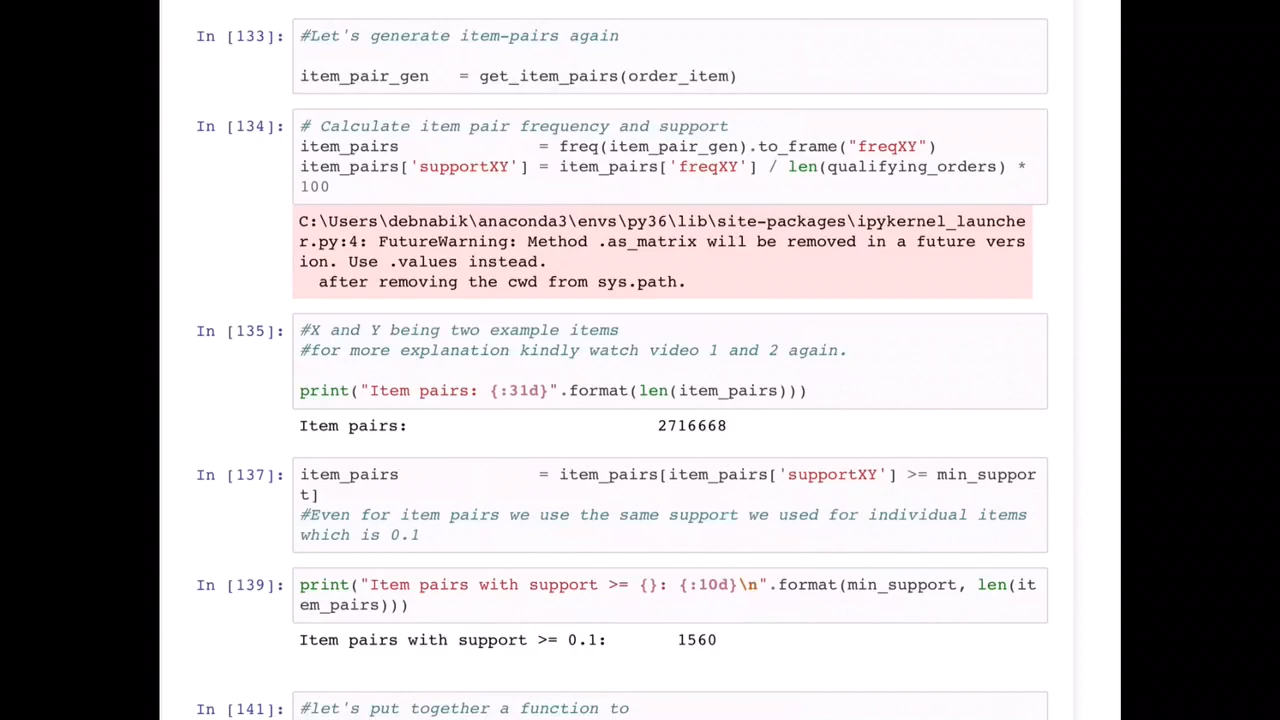 In [133]: #Let's generate item-pairs again
item_pair_gen = get_item_pairs(order_item)
In [134]: # Calculate item pair frequency and support
item_pairs = freq(item_pair_gen).to_frame("freqXY")
item_pairs['supportXY'] = item_pairs['freqXY'] / len(qualifying_orders) *
100
C:\Users\debnabik\anaconda3\envs\py36\lib\site-packages\ipykernel_launche
r.py:4: FutureWarning: Method .as_matrix will be removed in a future vers
ion. Use .values instead.
after removing the cwd from sys.path.
In [135]: #X and Y being two example items
#for more explanation kindly watch video 1 and 2 again.
print("Item pairs: {:31d}".format(len(item_pairs)))
Item pairs: 2716668
In [137]: item_pairs = item_pairs[item_pairs['supportXY'] >= min_suppor
t]
#Even for item pairs we use the same support we used for individual items
which is 0.1
In [139]: print("Item pairs with support >= {}: {:10d}\n".format(min_support, len(it
em_pairs)))
Item pairs with support >= 0.1: 1560
In [141]: #let's put together a function to